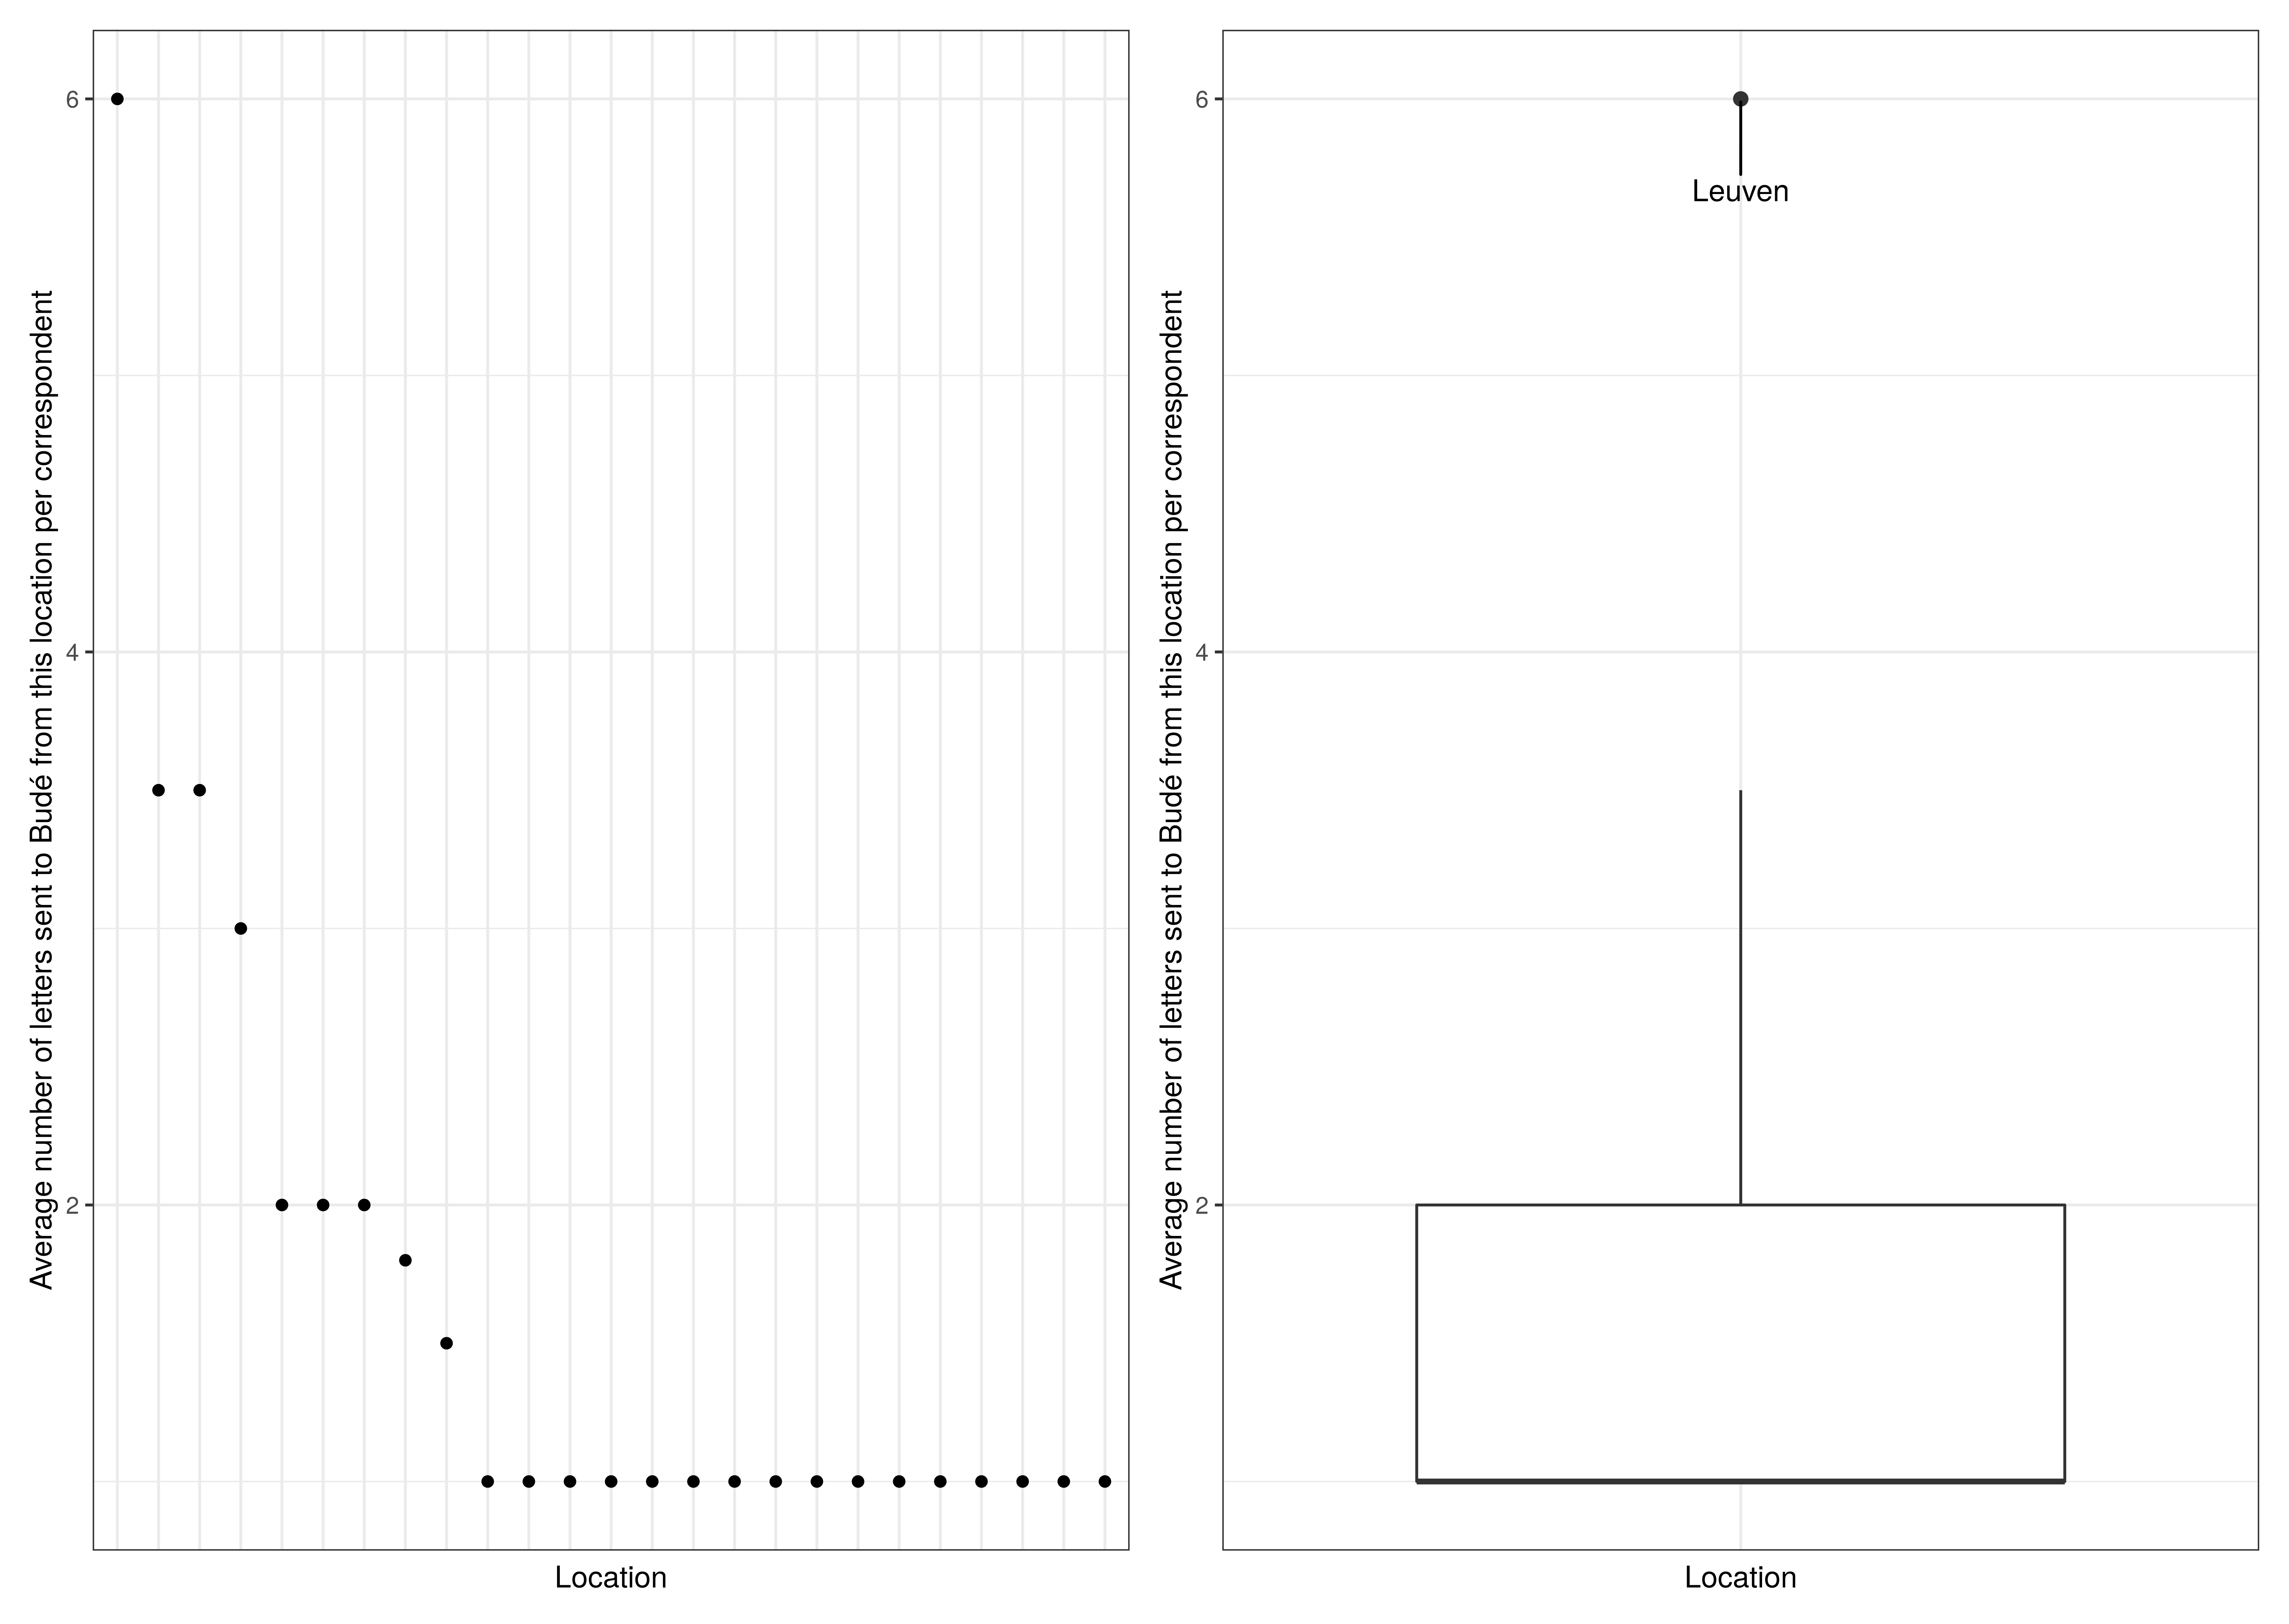 Average number of letters sent to Budé from this location per correspondent
6
4
2
Location
Average number of letters sent to Budé from this location per correspondent
6
4
2
Leuven
Location